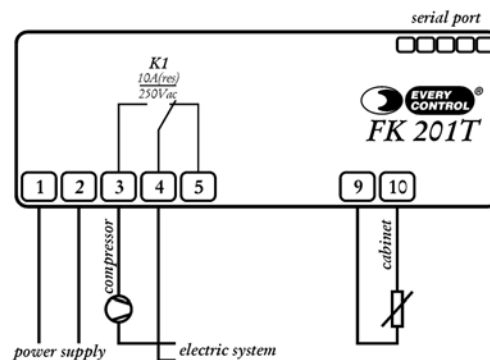 serial port
K1
10A(res)
250Vac
EVERY
CONTROL®
FK 201T
1 2 3 4 5 9 10
compressor
cabinet
power supply
electric system